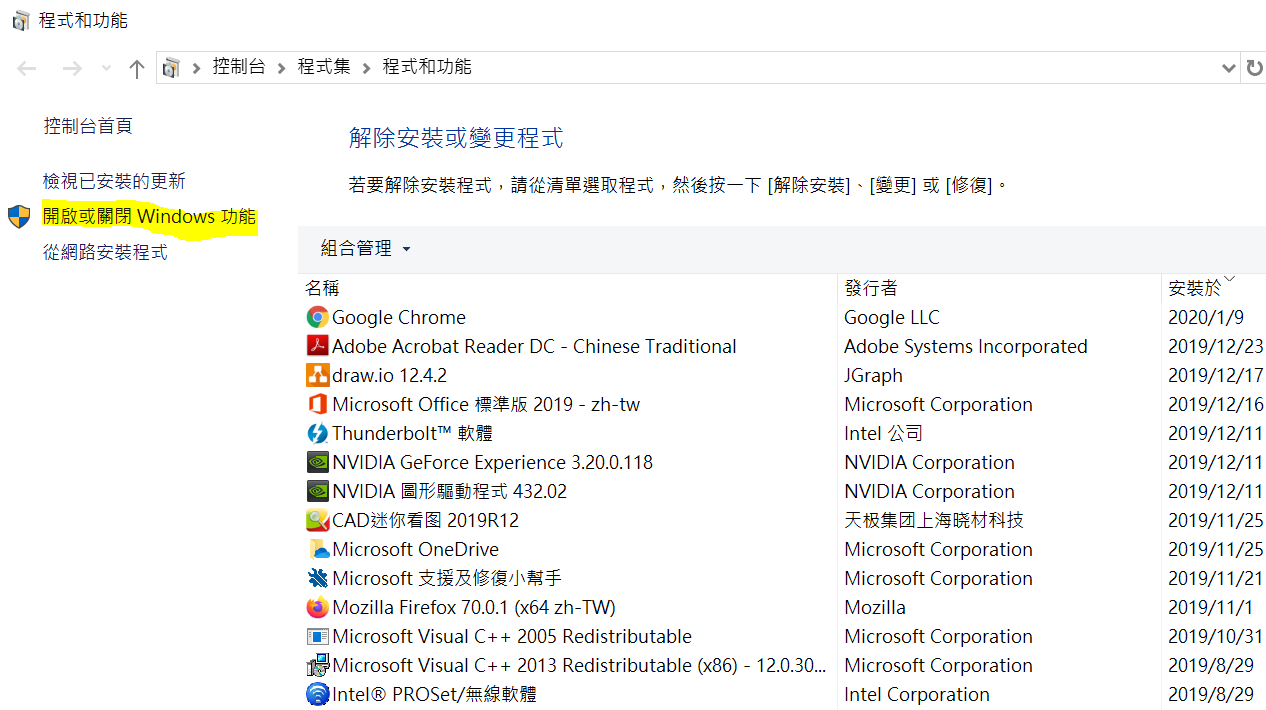 程式和功能
控制台 > 程式集 > 程式和功能
控制台首頁
檢視已安裝的更新
開啟或關閉 Windows 功能
從網路安裝程式
解除安裝或變更程式
若要解除安裝程式，請從清單選取程式，然後按一下 [解除安裝]、[變更] 或 [修復]。
組合管理
名稱 發行者 安裝於
Google Chrome Google LLC 2020/1/9
Adobe Acrobat Reader DC - Chinese Traditional Adobe Systems Incorporated 2019/12/23
draw.io 12.4.2 JGraph 2019/12/17
Microsoft Office 標準版 2019 - zh-tw Microsoft Corporation 2019/12/16
Thunderbolt™ 軟體 Intel 公司 2019/12/11
NVIDIA GeForce Experience 3.20.0.118 NVIDIA Corporation 2019/12/11
NVIDIA 圖形驅動程式 432.02 NVIDIA Corporation 2019/12/11
CAD迷你看图 2019R12 天极集团上海晓材科技 2019/11/25
Microsoft OneDrive Microsoft Corporation 2019/11/25
Microsoft 支援及修復小幫手 Microsoft Corporation 2019/11/21
Mozilla Firefox 70.0.1 (x64 zh-TW) Mozilla 2019/11/1
Microsoft Visual C++ 2005 Redistributable Microsoft Corporation 2019/10/31
Microsoft Visual C++ 2013 Redistributable (x86) - 12.0.30... Microsoft Corporation 2019/8/29
Intel® PROSet/無線軟體 Intel Corporation 2019/8/29